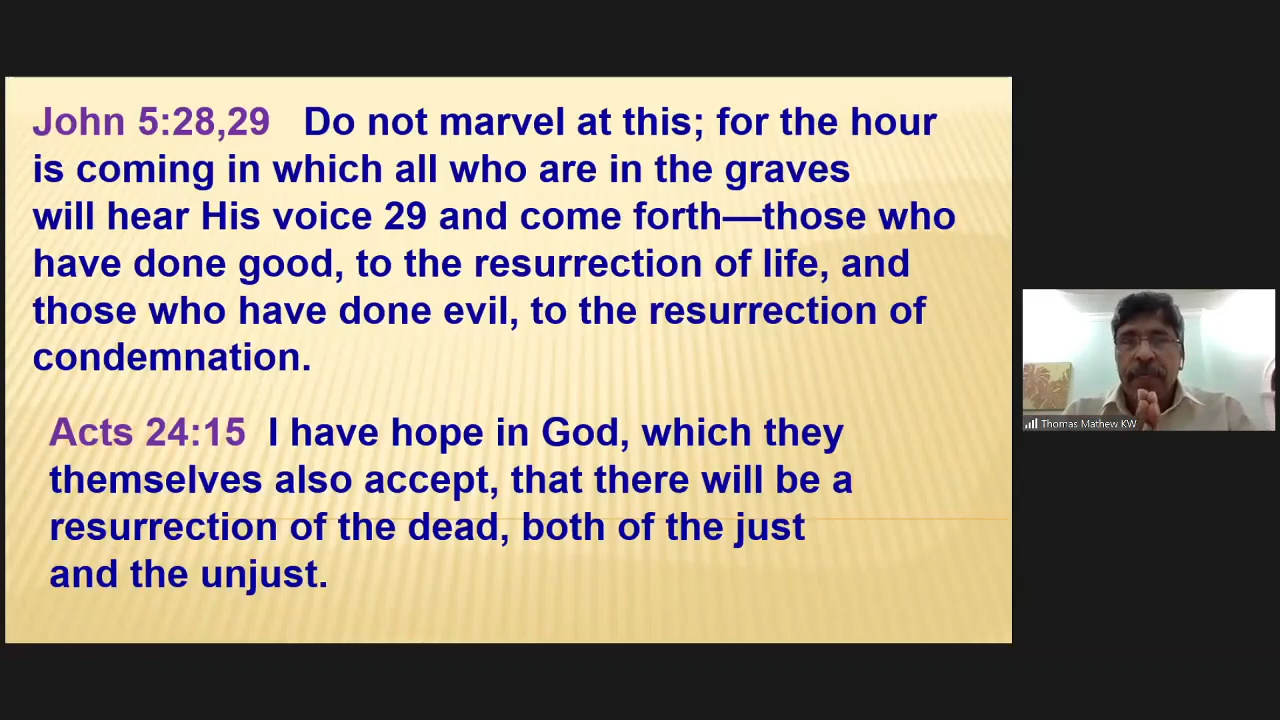 John 5:28,29 Do not marvel at this; for the hour
is coming in which all who are in the graves
will hear His voice 29 and come forth—those who
have done good, to the resurrection of life, and
those who have done evil, to the resurrection of
condemnation.
Acts 24:15 I have hope in God, which they
themselves also accept, that there will be a
resurrection of the dead, both of the just
and the unjust.
Thomas Mathew KW